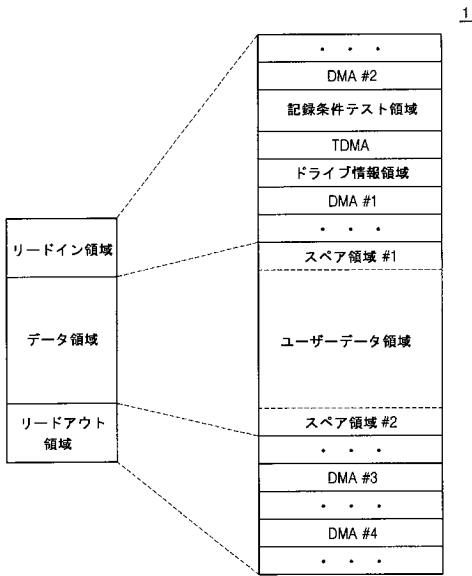 1
リードイン領域
データ領域
リードアウト
領域
・ ・ ・
DMA #2
記録条件テスト領域
TDMA
ドライブ情報領域
DMA #1
・ ・ ・
スペア領域 #1
ユーザーデータ領域
スペア領域 #2
・ ・ ・
DMA #3
・ ・ ・
DMA #4
・ ・ ・